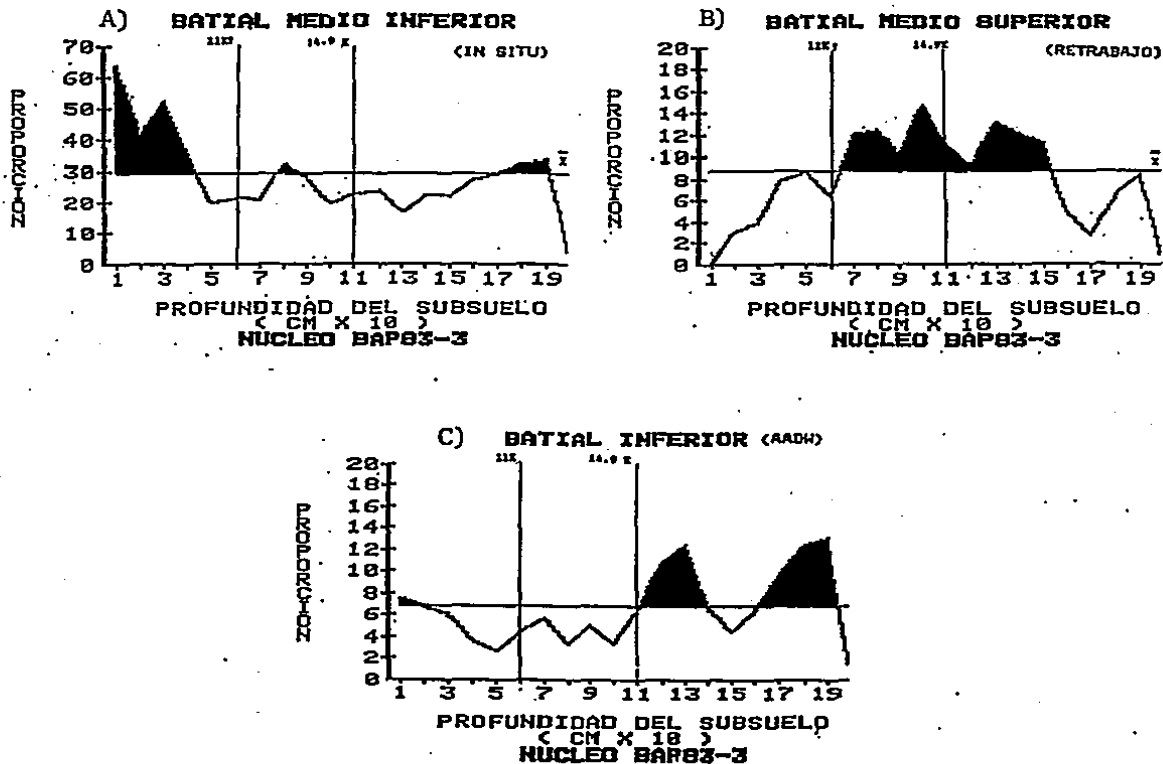 A) BATIAL MEDIO INFERIOR
(IN SITU)
14.9 K
PROPORCION
70
60
50
40
30
20
10
0
1 3 5 7 9 11 13 15 17 19
PROFUNDIDAD DEL SUBSUELO
( CM X 10 )
NUCLEO BAP83-3
B) BATIAL MEDIO SUPERIOR
(RETRABAJO)
PROPORCION
20
18
16
14
12
10
8
6
4
2
0
1 3 5 7 9 11 13 15 17 19
PROFUNDIDAD DEL SUBSUELO
( CM X 10 )
NUCLEO BAP83-3
C) BATIAL INFERIOR (AADW)
11K 14.9 K
PROPORCION
20
18
16
14
12
10
8
6
4
2
0
1 3 5 7 9 11 13 15 17 19
PROFUNDIDAD DEL SUBSUELO
( CM X 10 )
NUCLEO BAP83-3